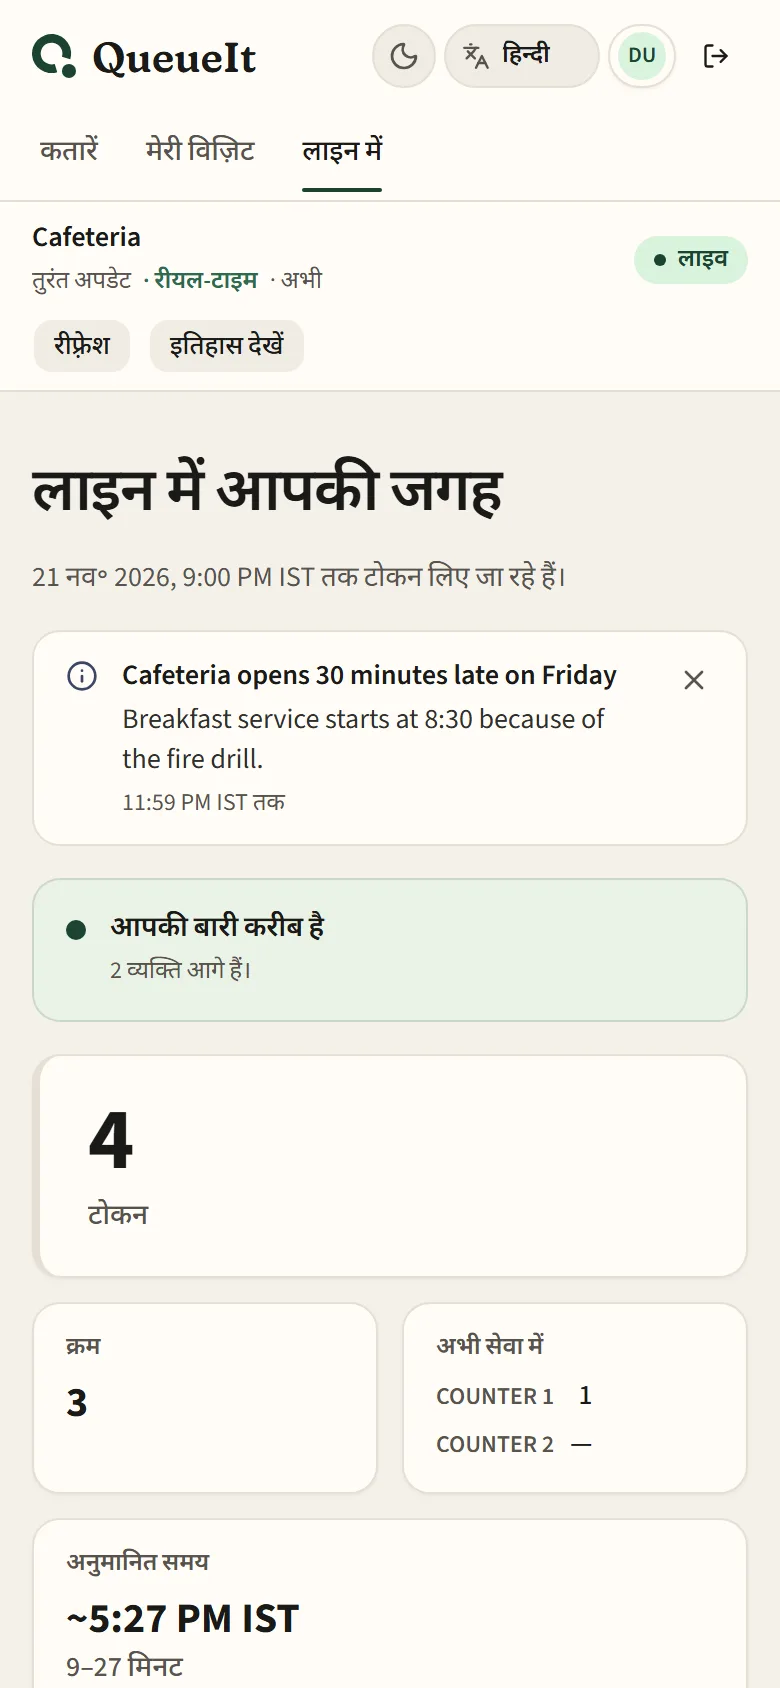 QueueIt
हिन्दी
DU
कतारें मेरी विज़िट लाइन में
Cafeteria
तुरंत अपडेट · रीयल-टाइम · अभी
लाइव
रीफ़्रेश इतिहास देखें
लाइन में आपकी जगह
21 नव॰ 2026, 9:00 PM IST तक टोकन लिए जा रहे हैं।
Cafeteria opens 30 minutes late on Friday
Breakfast service starts at 8:30 because of
the fire drill.
11:59 PM IST तक
आपकी बारी करीब है
2 व्यक्ति आगे हैं।
4
टोकन
क्रम
3
अभी सेवा में
COUNTER 1 1
COUNTER 2 —
अनुमानित समय
~5:27 PM IST
9–27 मिनट